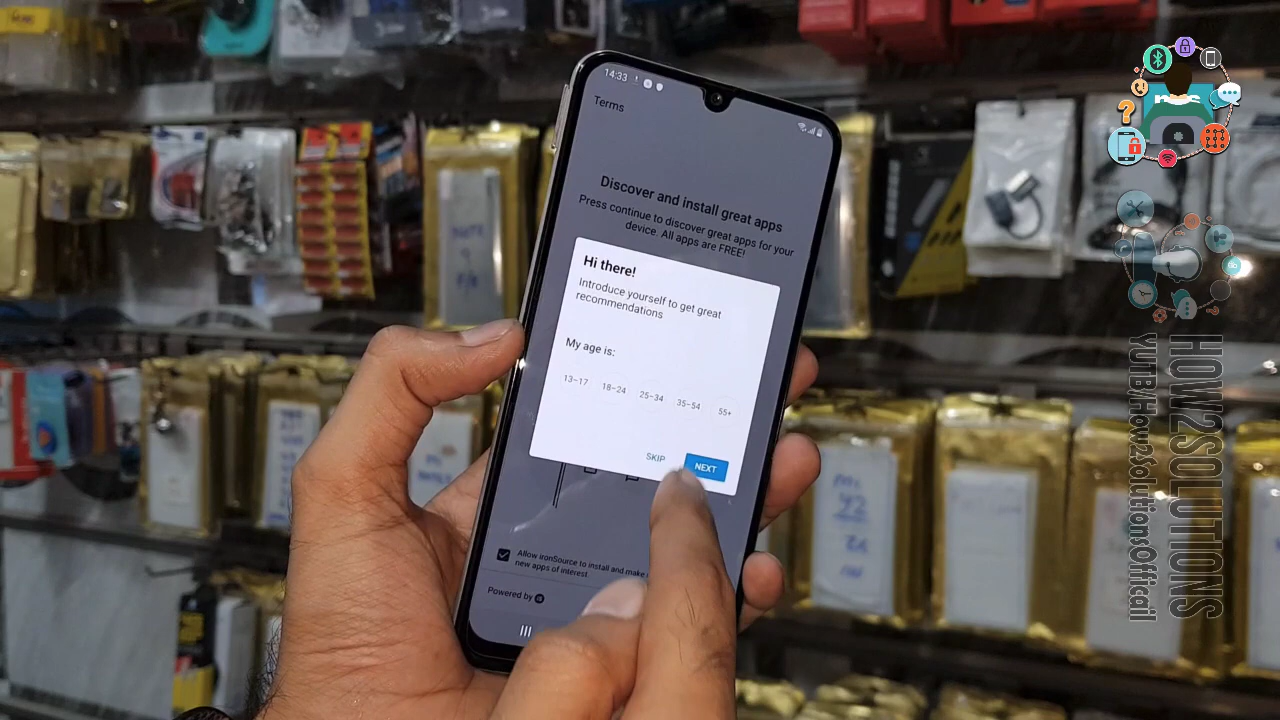 14:33
Terms
Discover and install great apps
Press continue to discover great apps for your
device. All apps are FREE!
Hi there!
Introduce yourself to get great
recommendations
My age is:
13-17 18-24 25-34 35-54 55+
SKIP NEXT
Allow ironSource to install and make
new apps of interest
Powered by
HOW2SOLUTIONS
YUTB/How2SolutionsOffcail